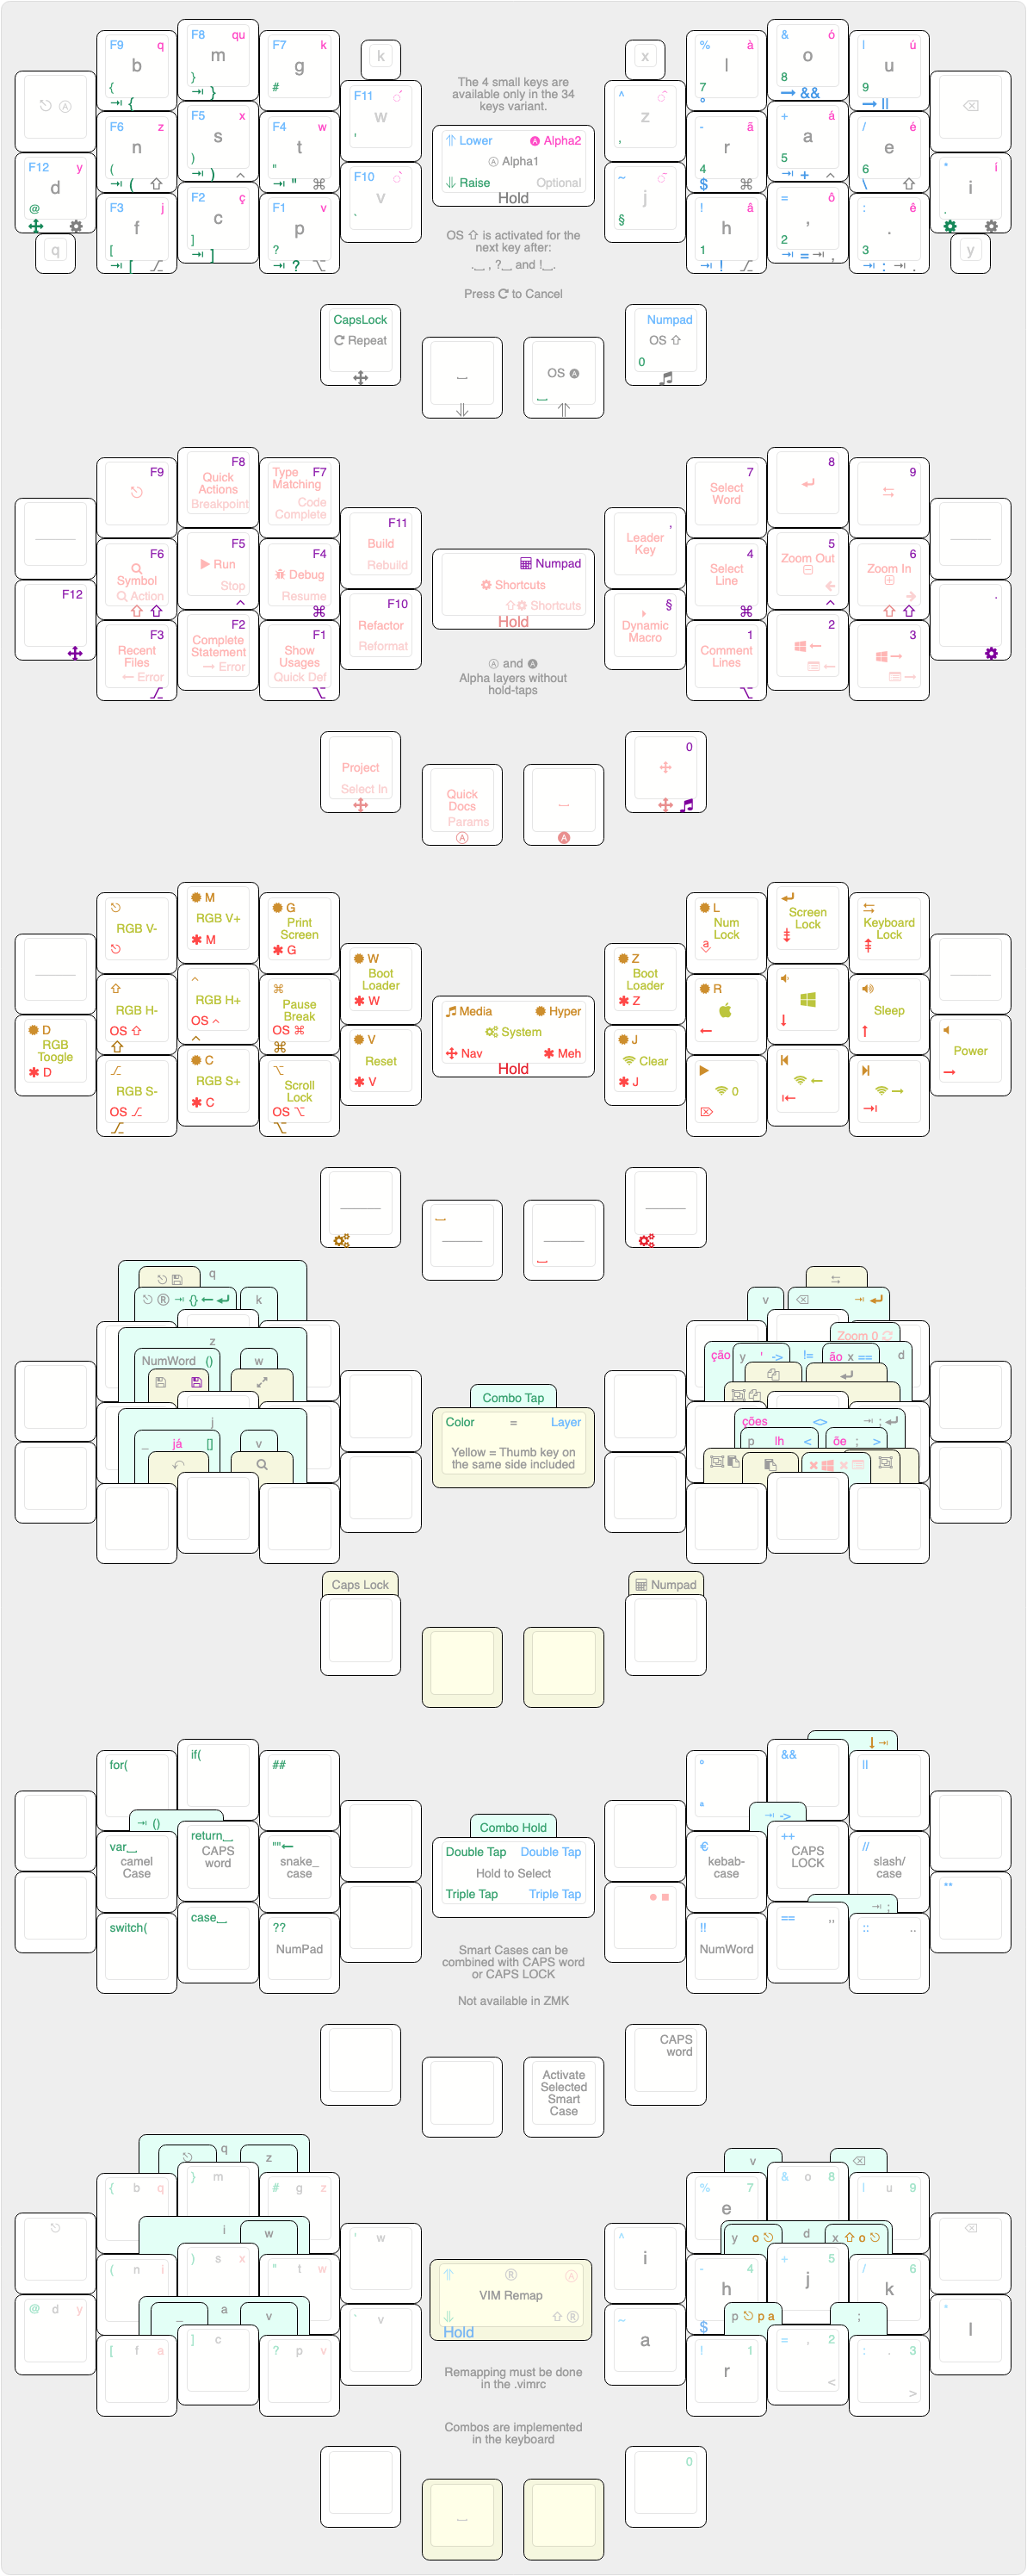 F9 q
b
{
⇥ {
F8 qu
m
}
⇥ }
F7 k
g
#
k
The 4 small keys are
available only in the 34
keys variant.
x
% à
l
7
°
& ó
o
8
→ &&
| ú
u
9
→ ||
F11
w
'
^
z
,
F6 z
n
(
⇥ ( ⇧
F5 x
s
)
⇥ )
F4 w
t
"
⇥ " ⌘
⇑ Lower Ⓐ Alpha2
Ⓐ Alpha1
⇓ Raise Optional
Hold
- ã
r
4
$ ⌘
+ á
a
5
⇥ +
/ é
e
6
\ ⇧
F12 y
d
@
F10
v
`
~
j
§
* i
i
.
q
F3 j
f
[
⇥ [
F2 ç
c
]
⇥ ]
F1 v
p
?
⇥ ? ⌥
OS ⇧ is activated for the
next key after:
.⎵ , ?⎵ and !⎵.
! â
h
1
⇥ !
= ô
,
2
⇥ = ⇥ ,
: ê
.
3
⇥ : ⇥ .
y
Press ⟳ to Cancel
CapsLock
⟳ Repeat
⎵
OS Ⓐ
Numpad
OS ⇧
0
F9
F8
Quick
Actions
Breakpoint
Type F7
Matching
Code
Complete
7
Select
Word
8
9
F11
Build
Rebuild
,
Leader
Key
F6
Symbol
Action
F5
Run
Stop
F4
Debug
Resume
Numpad
Shortcuts
⇧ Shortcuts
Hold
4
Select
Line
5
Zoom Out
6
Zoom In
F12
F10
Refactor
Reformat
§
Dynamic
Macro
.
F3
Recent
Files
← Error
F2
Complete
Statement
→ Error
F1
Show
Usages
Quick Def
Ⓐ and Ⓐ
Alpha layers without
hold-taps
1
Comment
Lines
2
3
Project
Select In
Quick
Docs
Params
⎵
0
RGB V-
M
RGB V+
M
G
Print
Screen
G
L
Num
Lock
a
Screen
Lock
Keyboard
Lock
W
Boot
Loader
W
Z
Boot
Loader
Z
RGB H-
OS ⇧
RGB H+
OS
Pause
Break
OS ⌘
Media Hyper
System
Nav Meh
Hold
R
Sleep
D
RGB
Toogle
D
V
Reset
V
J
Clear
J
Power
RGB S-
OS
C
RGB S+
C
Scroll
Lock
OS ⌥
0
q
® ⇥ {} ← k
z
NumWord () w
j
_ já [] v
Combo Tap
Color = Layer
Yellow = Thumb key on
the same side included
v
Zoom 0
ção y ' -> != ão x == d
ções <> ⇥ ;
p lh < õe ; >
Caps Lock
Numpad
for(
if(
##
°
ª
&&
||
⇥ ()
⇥ ->
Combo Hold
Double Tap Double Tap
Hold to Select
Triple Tap Triple Tap
var⎵
camel
Case
return⎵
CAPS
word
""←
snake_
case
€
kebab-
case
++
CAPS
LOCK
//
slash/
case
**
⇥ ;
switch(
case⎵
??
NumPad
!!
NumWord
== ,,
:: ..
Smart Cases can be
combined with CAPS word
or CAPS LOCK
Not available in ZMK
Activate
Selected
Smart
Case
CAPS
word
q
z
{ b q
} m
# g z
v
% 7
e
& o 8
| u 9
i w
' w
^
i
y o d x ⇧ o
( n i
) s x
" t w
®
VIM Remap
⇧ ®
Hold
- 4
h
$
+ 5
j
/ 6
k
@ d y
` v
~
a
*
l
_ a v
p p a ;
[ f a
] c
? p v
! 1
r
= , 2
<
: . 3
>
Remapping must be done
in the .vimrc
Combos are implemented
in the keyboard
⎵
0